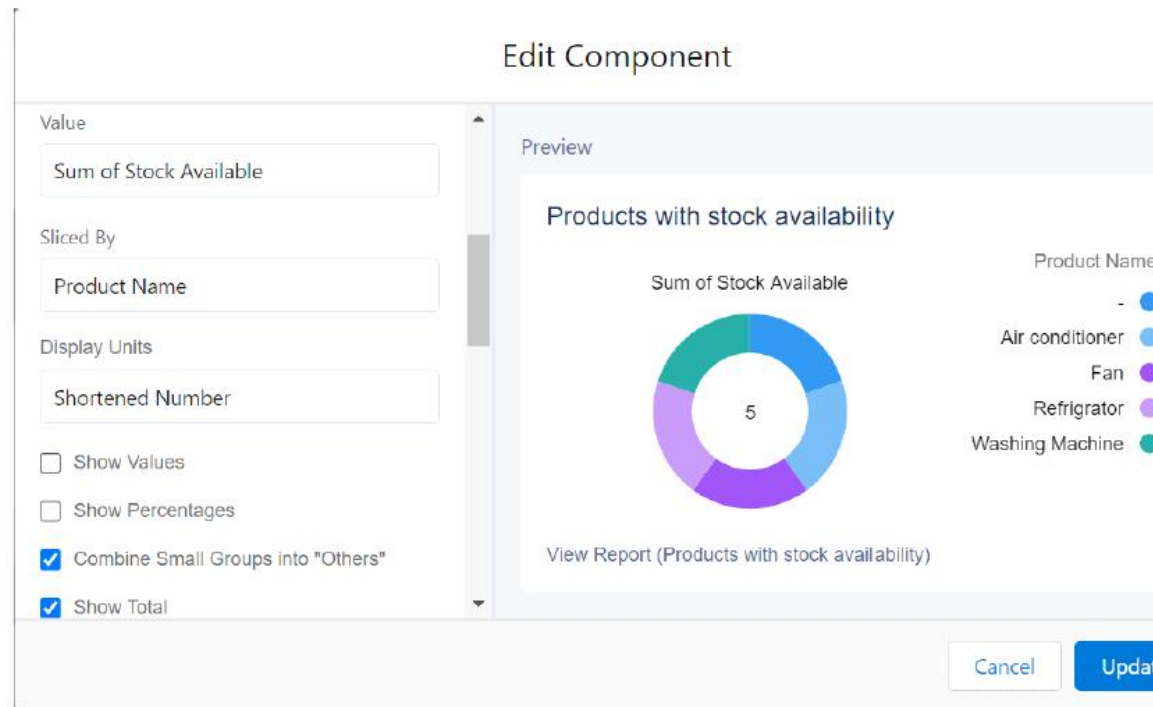 Edit Component
Value
Sum of Stock Available
Sliced By
Product Name
Display Units
Shortened Number
Show Values
Show Percentages
Combine Small Groups into "Others"
Show Total
Preview
Products with stock availability
Sum of Stock Available
5
Product Name
-
Air conditioner
Fan
Refrigrator
Washing Machine
View Report (Products with stock availability)
Cancel
Updat